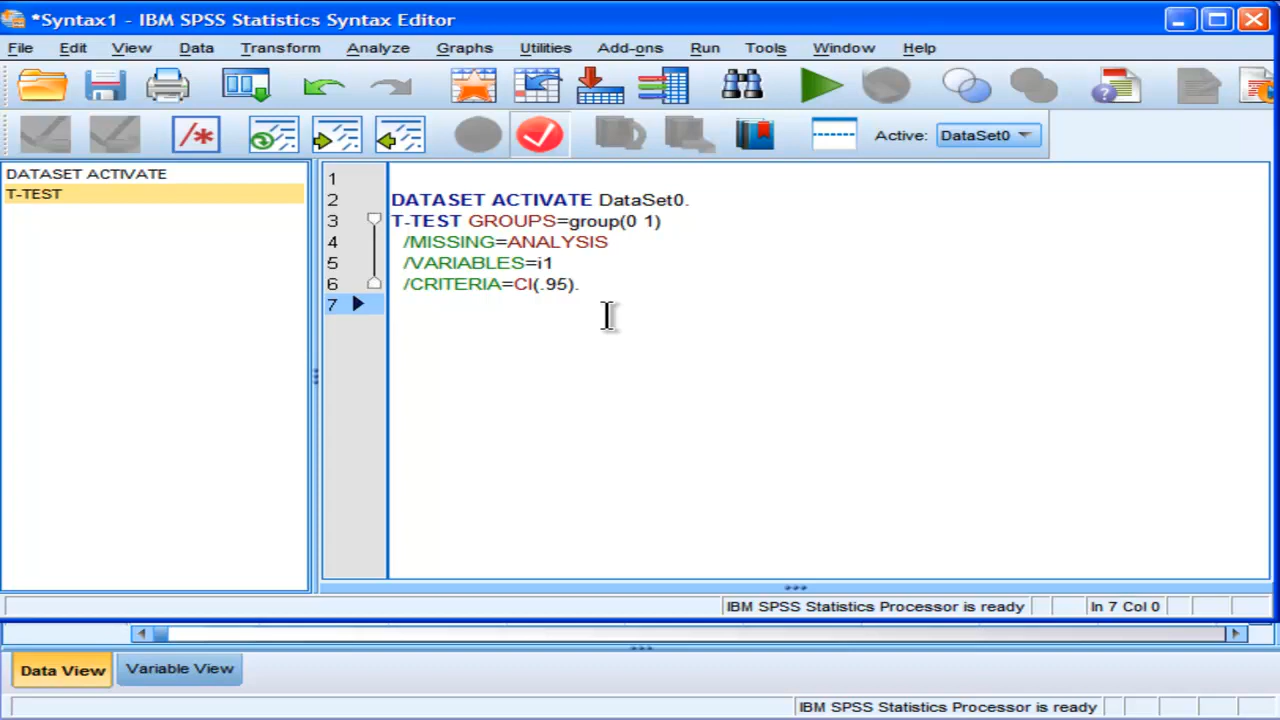 *Syntax1 - IBM SPSS Statistics Syntax Editor
File Edit View Data Transform Analyze Graphs Utilities Add-ons Run Tools Window Help
Active: DataSet0
DATASET ACTIVATE
T-TEST
1
2 DATASET ACTIVATE DataSet0.
3 T-TEST GROUPS=group(0 1)
4 /MISSING=ANALYSIS
5 /VARIABLES=i1
6 /CRITERIA=CI(.95).
7
IBM SPSS Statistics Processor is ready In 7 Col 0
Data View Variable View
IBM SPSS Statistics Processor is ready